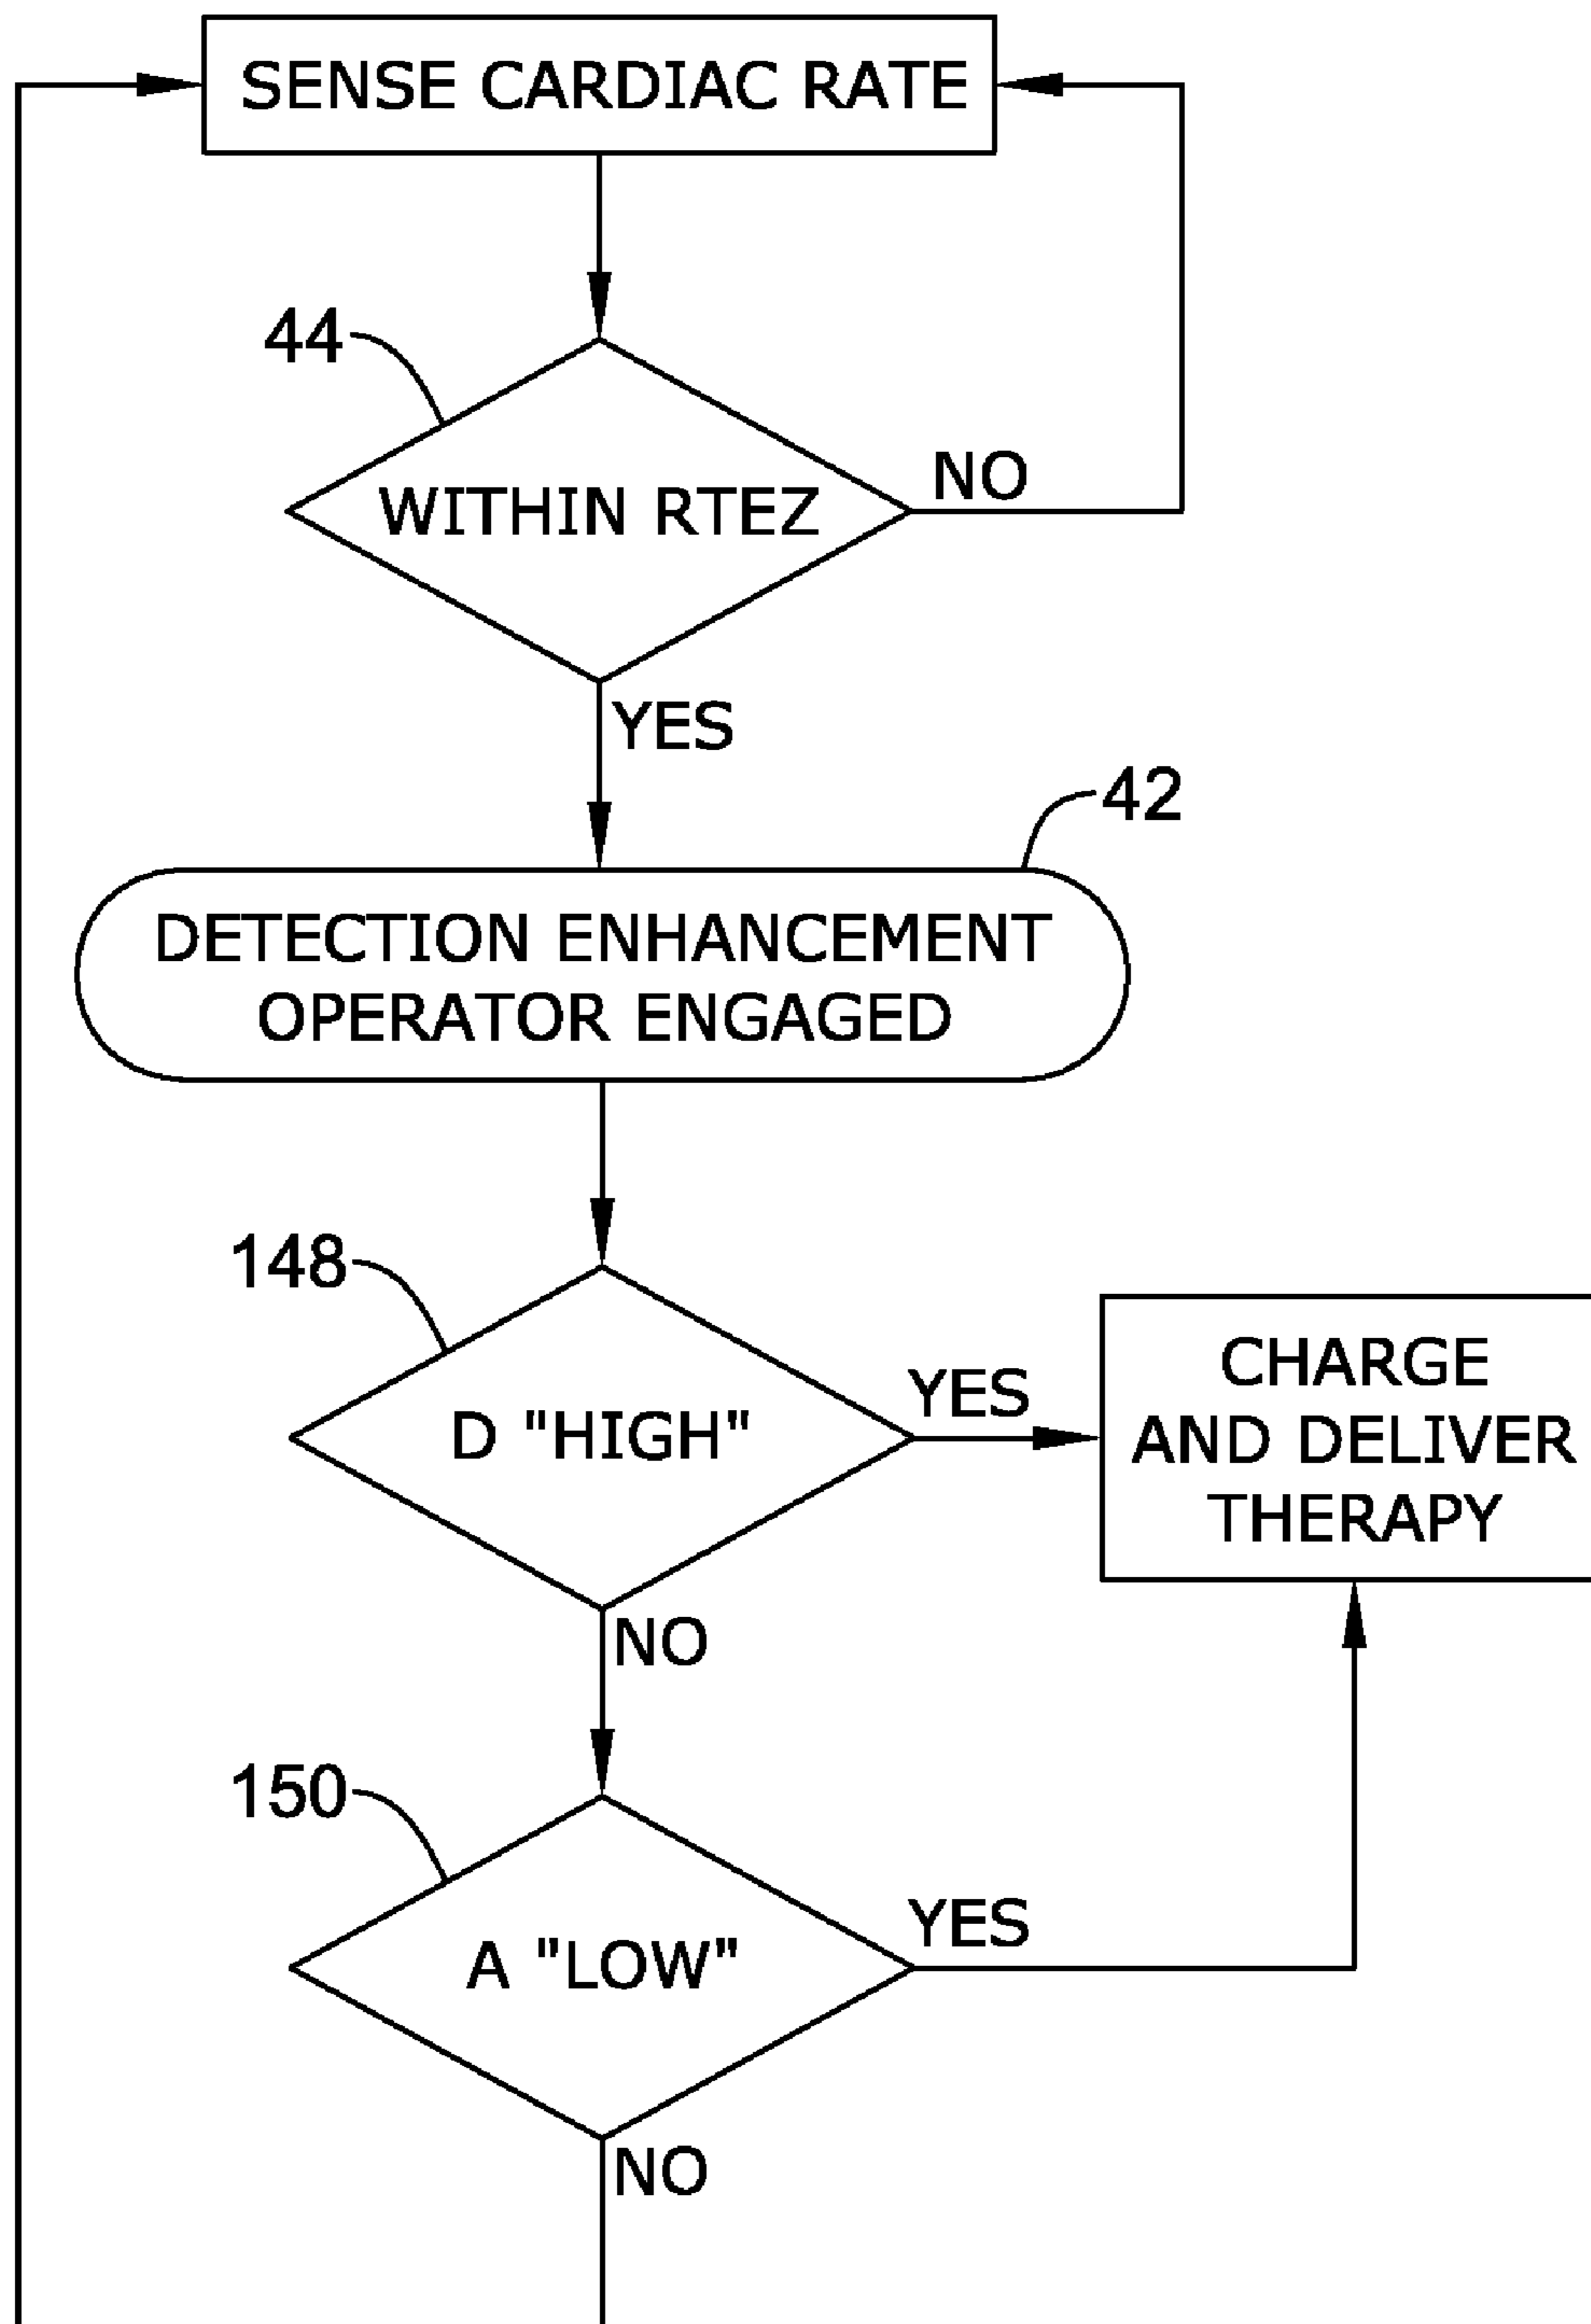 SENSE CARDIAC RATE
44
WITHIN RTEZ
NO
YES
42
DETECTION ENHANCEMENT
OPERATOR ENGAGED
148
D "HIGH"
YES
CHARGE
AND DELIVER
THERAPY
NO
150
A "LOW"
YES
NO